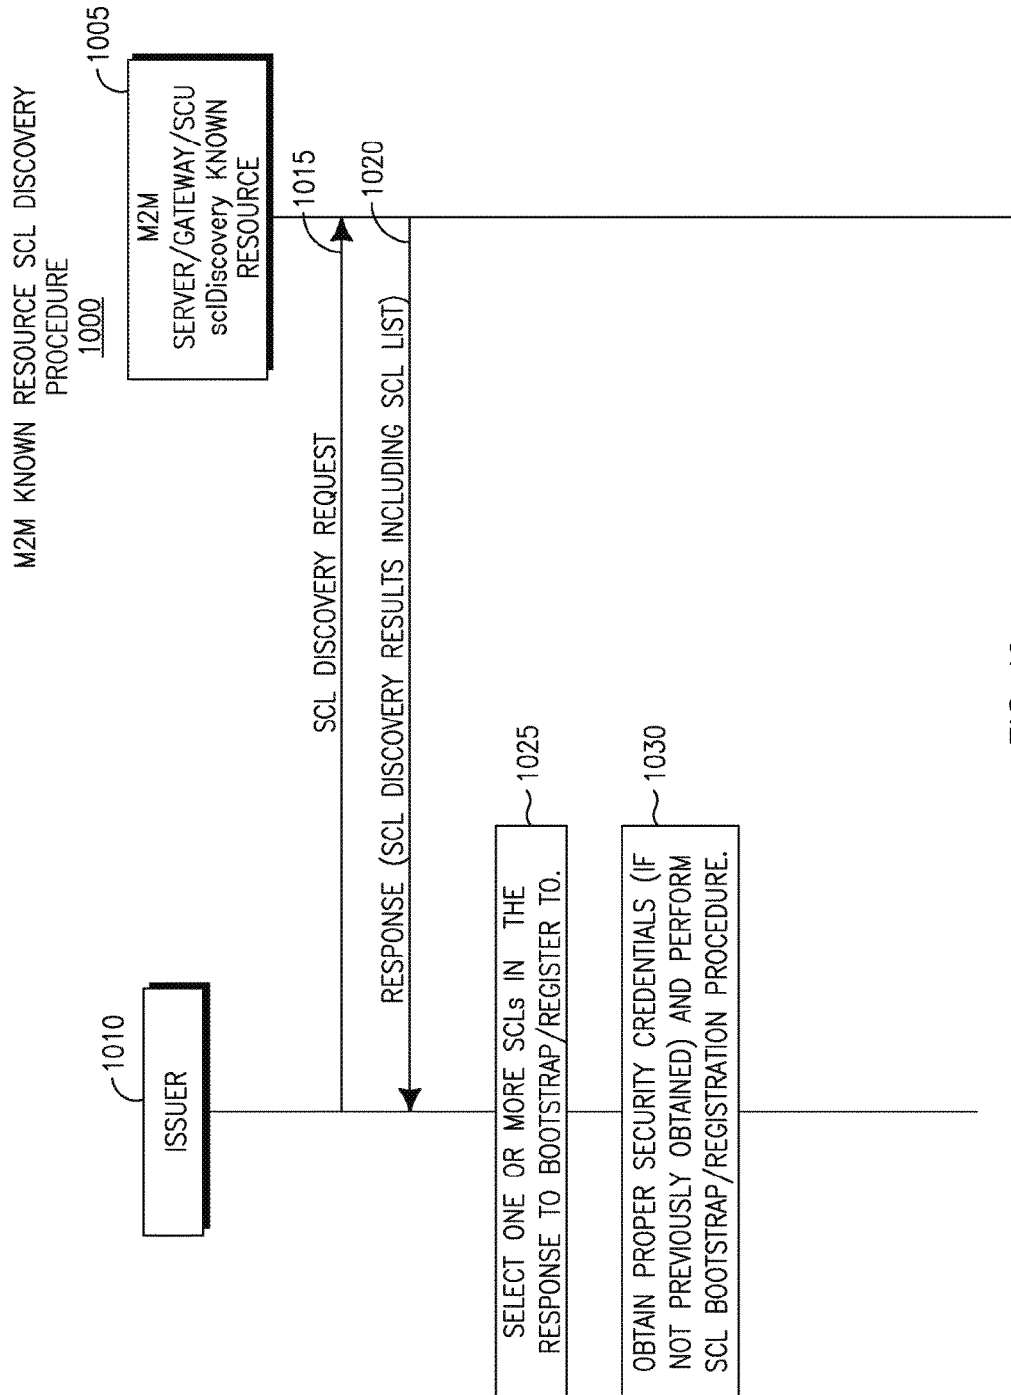 M2M KNOWN RESOURCE SCL DISCOVERY
PROCEDURE
1000
1005
M2M
SERVER/GATEWAY/SCU
sclDiscovery KNOWN
RESOURCE
1010
ISSUER
1015
SCL DISCOVERY REQUEST
1020
RESPONSE (SCL DISCOVERY RESULTS INCLUDING SCL LIST)
1025
SELECT ONE OR MORE SCLs IN THE
RESPONSE TO BOOTSTRAP/REGISTER TO.
1030
OBTAIN PROPER SECURITY CREDENTIALS (IF
NOT PREVIOUSLY OBTAINED) AND PERFORM
SCL BOOTSTRAP/REGISTRATION PROCEDURE.